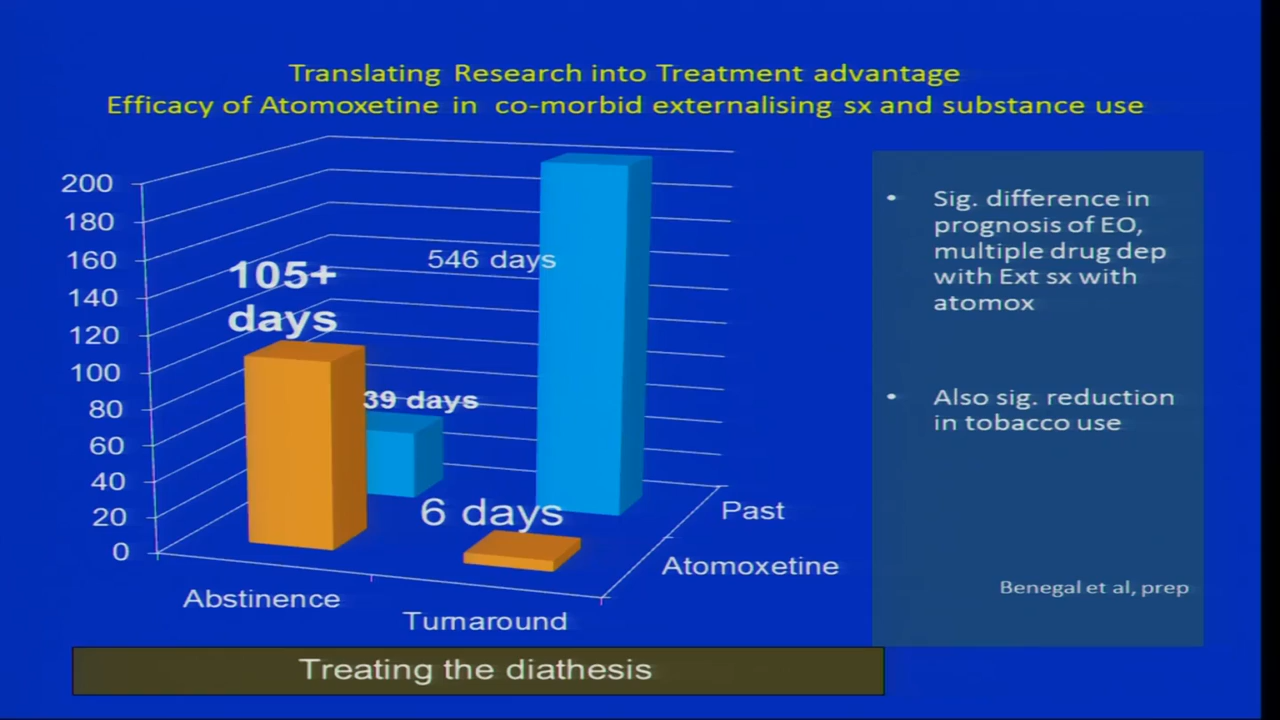 Translating Research into Treatment advantage
Efficacy of Atomoxetine in co-morbid externalising sx and substance use
200
180
160
140
120
100
80
60
40
20
0
105+
days
39 days
546 days
6 days
Abstinence
Turnaround
Past
Atomoxetine
• Sig. difference in
prognosis of EO,
multiple drug dep
with Ext sx with
atomox
• Also sig. reduction
in tobacco use
Benegal et al, prep
Treating the diathesis